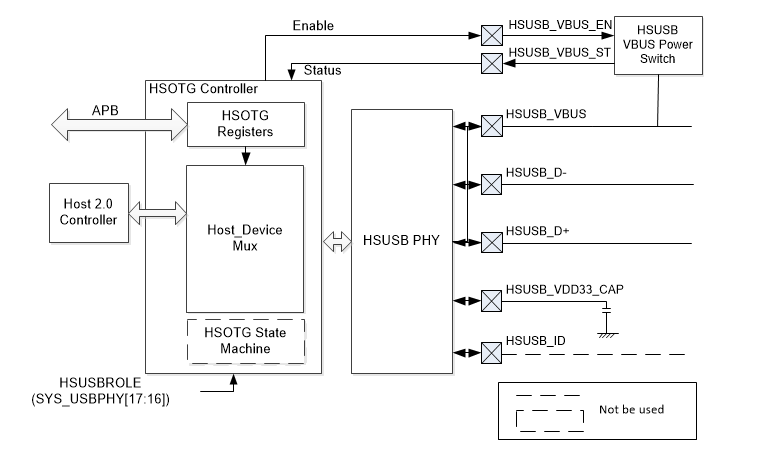 Enable
HSUSB_VBUS_EN
HSUSB
VBUS Power
Switch
Status
HSUSB_VBUS_ST
HSOTG Controller
APB
HSOTG
Registers
HSUSB_VBUS
Host 2.0
Controller
Host_Device
Mux
HSUSB PHY
HSUSB_D-
HSUSB_D+
HSUSB_VDD33_CAP
HSOTG State
Machine
HSUSB_ID
HSUSBROLE
(SYS_USBPHY[17:16])
Not be used